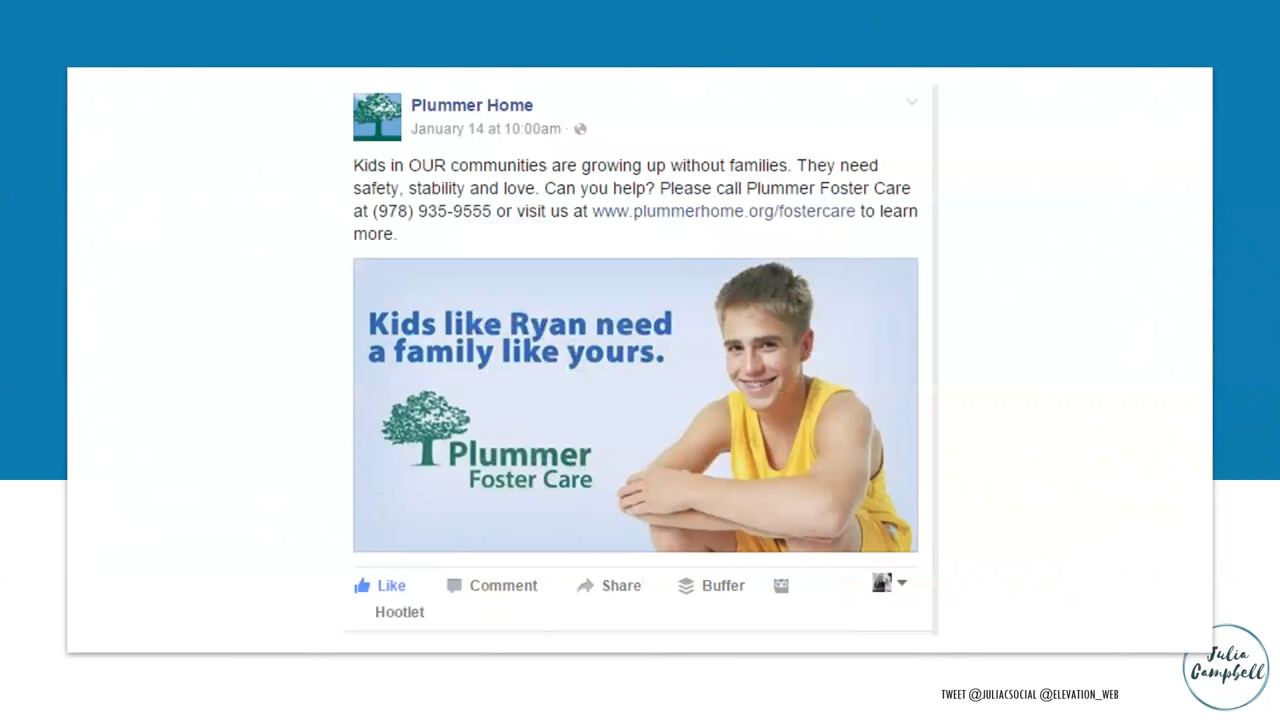 Plummer Home
January 14 at 10:00am ·
Kids in OUR communities are growing up without families. They need
safety, stability and love. Can you help? Please call Plummer Foster Care
at (978) 935-9555 or visit us at www.plummerhome.org/fostercare to learn
more.
Kids like Ryan need
a family like yours.
Plummer
Foster Care
Like Comment Share Buffer
Hootlet
Julia
Campbell
TWEET @JULIACSOCIAL @ELEVATION_WEB